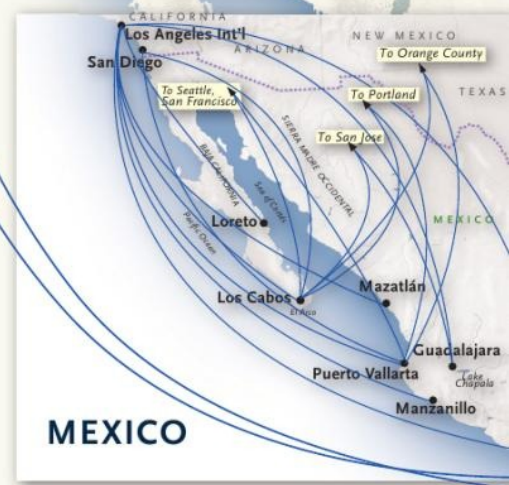 CALIFORNIA
Los Angeles Int'l
ARIZONA
NEW MEXICO
To Orange County
San Diego
To Seattle,
San Francisco
To Portland
TEXAS
To San Jose
SIERRA MADRE OCCIDENTAL
BAJA CALIFORNIA
Sea of Cortés
Pacific Ocean
MEXICO
Loreto
Los Cabos
El Arco
Mazatlán
Guadalajara
Puerto Vallarta
Lake
Chapala
Manzanillo
MEXICO